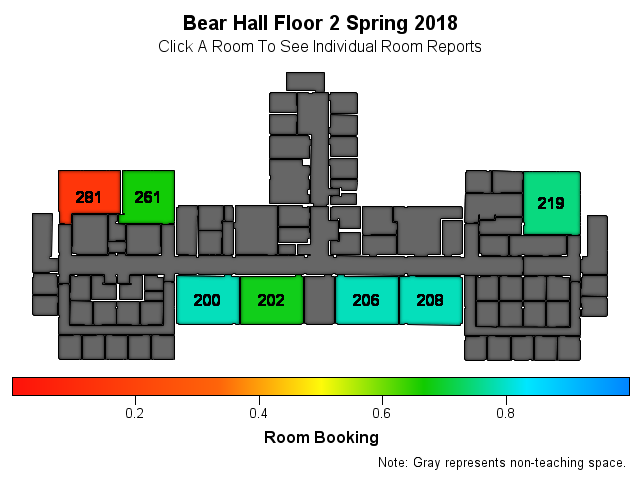 Bear Hall Floor 2 Spring 2018
Click A Room To See Individual Room Reports
281 261 219
200 202 206 208
0.2 0.4 0.6 0.8
Room Booking
Note: Gray represents non-teaching space.